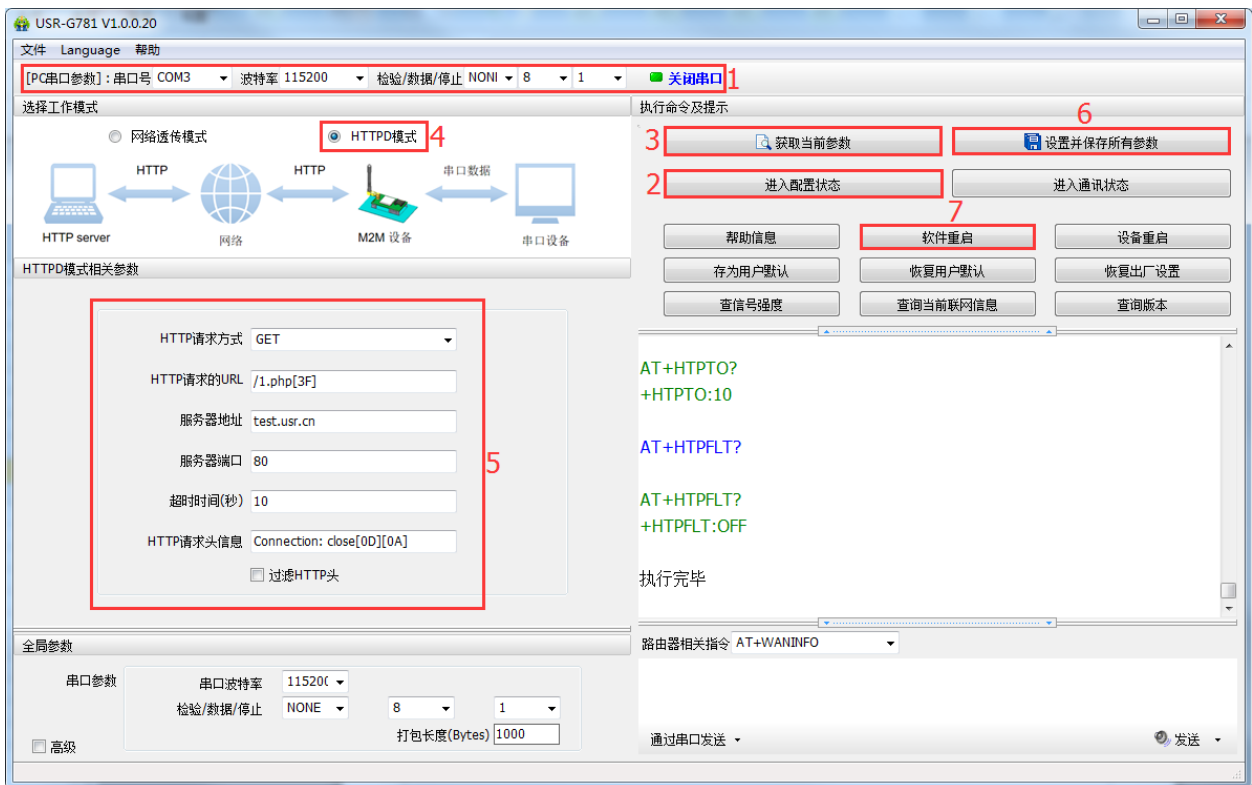 USR-G781 V1.0.0.20
文件 Language 帮助
[PC串口参数]：串口号 COM3 波特率 115200 检验/数据/停止 NONI 8 1 关闭串口 1
选择工作模式
网络透传模式 HTTPD模式 4
HTTP HTTP 串口数据
HTTP server 网络 M2M 设备 串口设备
HTTPD模式相关参数
HTTP请求方式 GET
HTTP请求的URL /1.php[3F]
服务器地址 test.usr.cn
服务器端口 80
5
超时时间(秒) 10
HTTP请求头信息 Connection: close[0D][0A]
过滤HTTP头
全局参数
串口参数 串口波特率 11520(
检验/数据/停止 NONE 8 1
打包长度(Bytes) 1000
高级
执行命令及提示
6
3 获取当前参数 设置并保存所有参数
2 进入配置状态 进入通讯状态
7
帮助信息 软件重启 设备重启
存为用户默认 恢复用户默认 恢复出厂设置
查信号强度 查询当前联网信息 查询版本
AT+HTPTO?
+HTPTO:10
AT+HTPFLT?
AT+HTPFLT?
+HTPFLT:OFF
执行完毕
路由器相关指令 AT+WANINFO
通过串口发送 发送